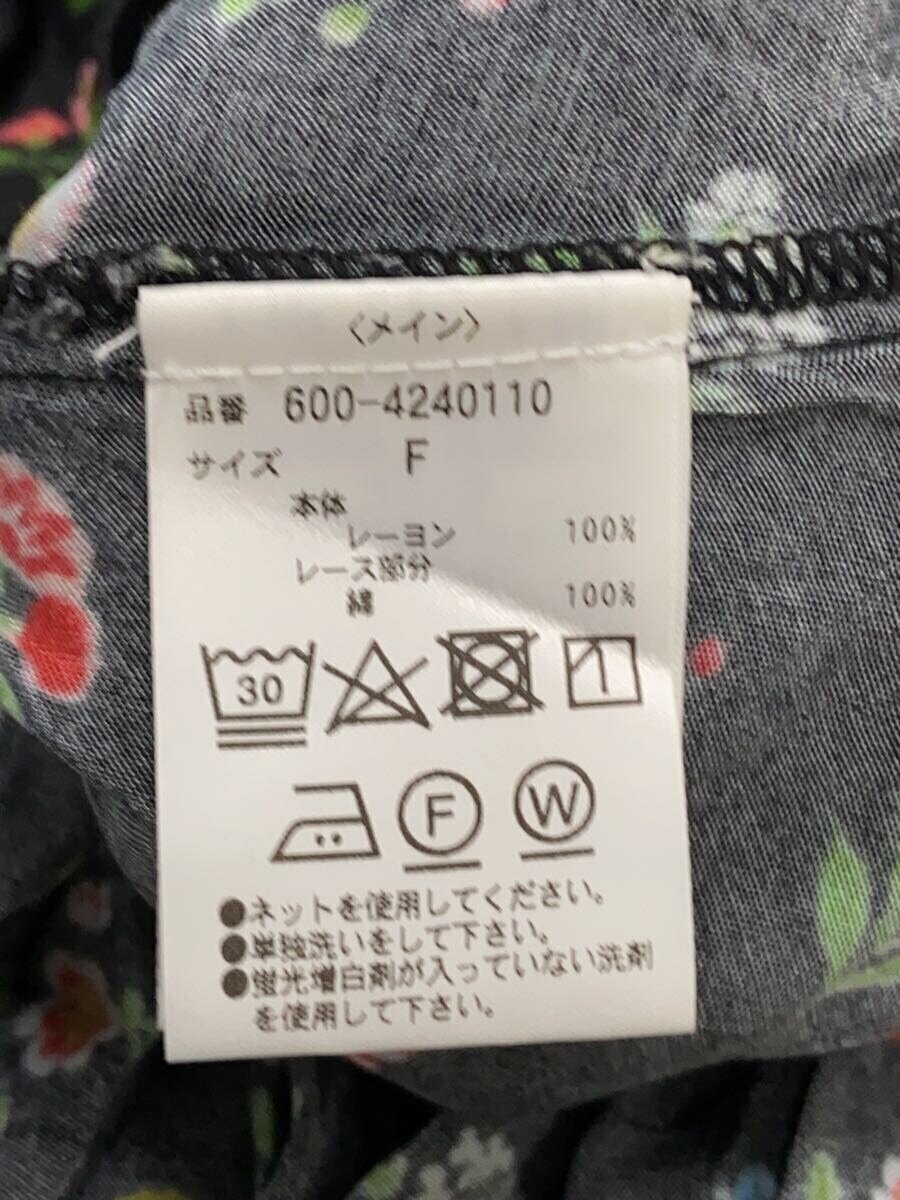 〈メイン〉
品番 600-4240110
サイズ F
本体
レーヨン 100%
レース部分
綿 100%
30
F W
●ネットを使用してください。
●単独洗いをして下さい。
●蛍光増白剤が入っていない洗剤
を使用して下さい。